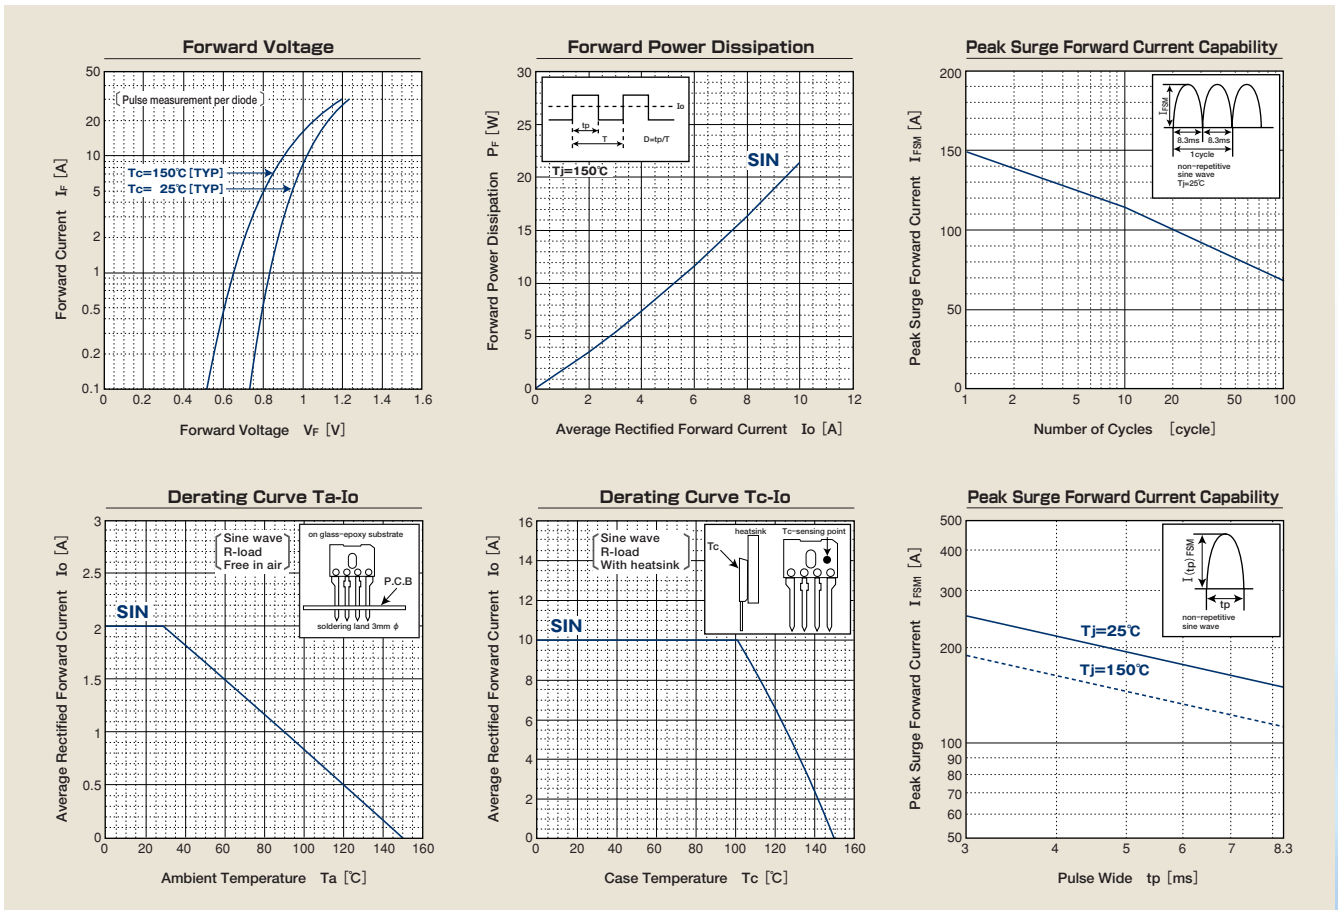 Forward Voltage
50
20
10
5
2
1
0.5
0.2
0.1
Forward Current IF [A]
Pulse measurement per diode
Tc=150℃ [TYP]
Tc= 25℃ [TYP]
0 0.2 0.4 0.6 0.8 1.0 1.2 1.4 1.6
Forward Voltage VF [V]
Forward Power Dissipation
30
25
20
15
10
5
0
Forward Power Dissipation PF [W]
Io
tp
T
D=tp/T
Tj=150℃
SIN
0 2 4 6 8 10 12
Average Rectified Forward Current Io [A]
Peak Surge Forward Current Capability
200
150
100
50
0
Peak Surge Forward Current IFSM [A]
IFSM
8.3ms 8.3ms
1cycle
non-repetitive
sine wave
Tj=25℃
1 2 5 10 20 50 100
Number of Cycles [cycle]
Derating Curve Ta-Io
3
2.5
2
1.5
1
0.5
0
Average Rectified Forward Current Io [A]
Sine wave
R-load
Free in air
on glass-epoxy substrate
P.C.B
soldering land 3mm φ
SIN
0 20 40 60 80 100 120 140 160
Ambient Temperature Ta [℃]
Derating Curve Tc-Io
16
14
12
10
8
6
4
2
0
Average Rectified Forward Current Io [A]
Sine wave
R-load
With heatsink
heatsink
Tc
Tc-sensing point
SIN
0 20 40 60 80 100 120 140 160
Case Temperature Tc [℃]
Peak Surge Forward Current Capability
500
400
300
200
100
90
80
70
60
50
Peak Surge Forward Current IFSM1 [A]
I (tp) FSM
tp
non-repetitive
sine wave
Tj=25℃
Tj=150℃
3 4 5 6 7 8.3
Pulse Wide tp [ms]